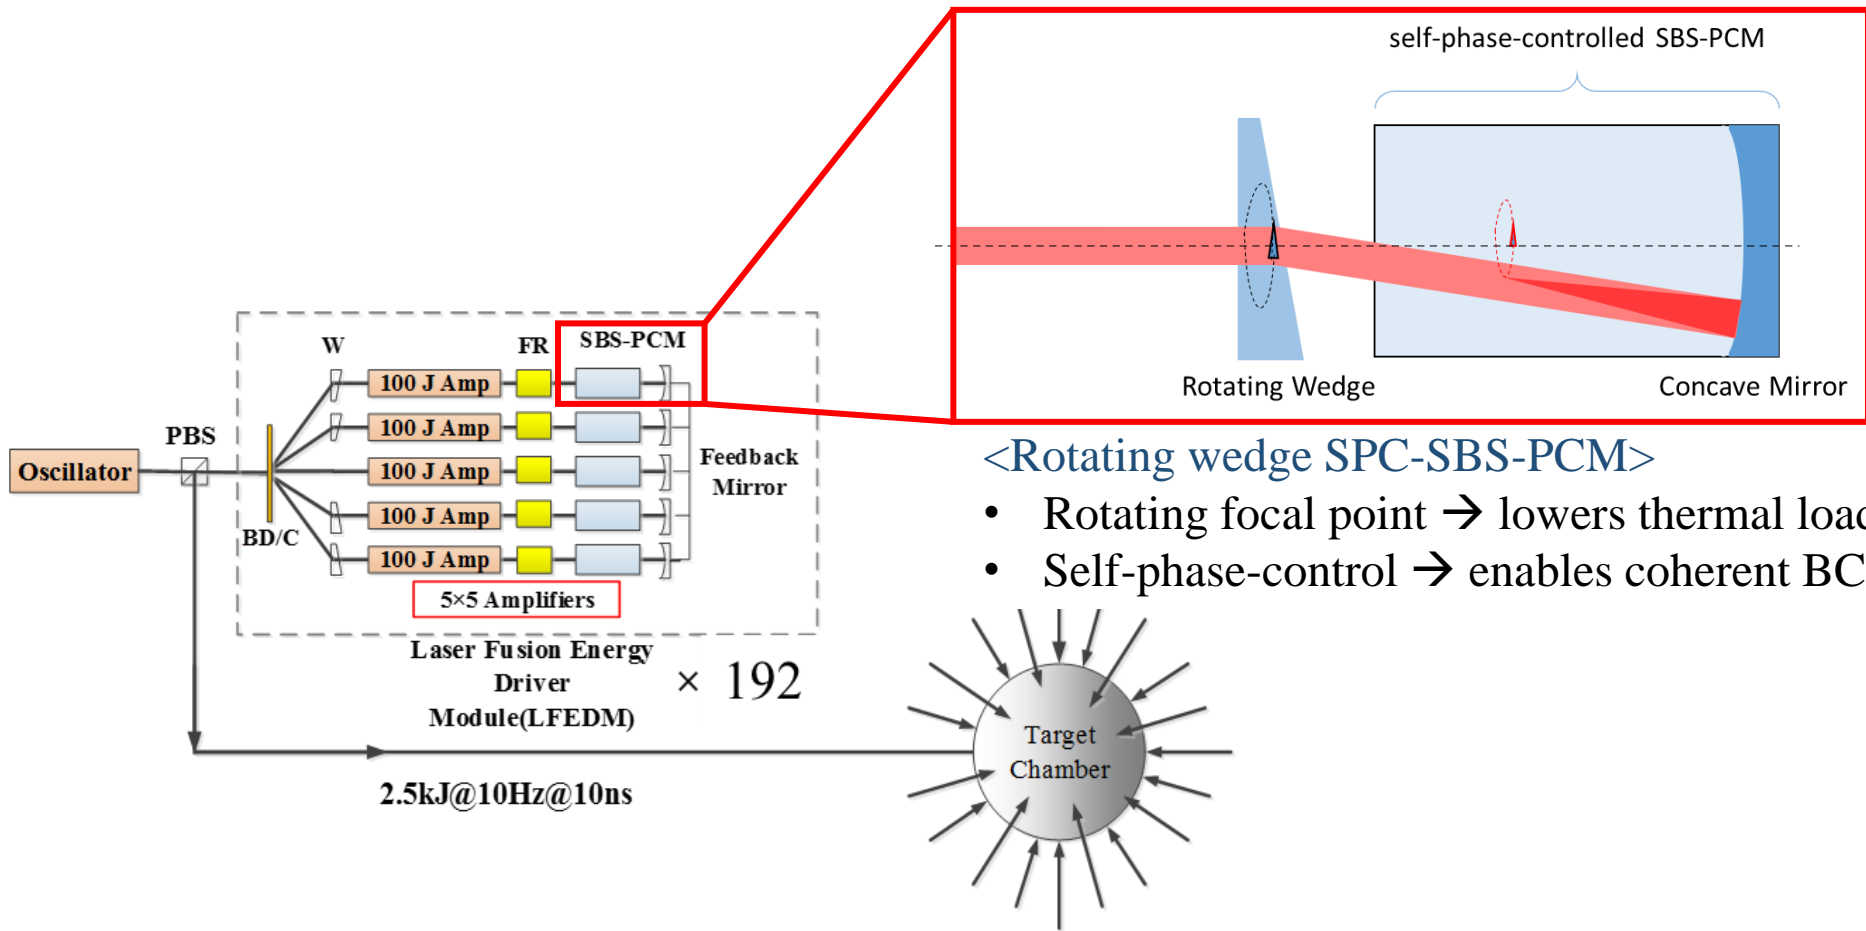 self-phase-controlled SBS-PCM
Rotating Wedge
Concave Mirror
W
FR
SBS-PCM
100 J Amp
100 J Amp
100 J Amp
100 J Amp
100 J Amp
PBS
Oscillator
BD/C
Feedback
Mirror
5×5 Amplifiers
Laser Fusion Energy
Driver
Module(LFEDM)
× 192
2.5kJ@10Hz@10ns
<Rotating wedge SPC-SBS-PCM>
• Rotating focal point → lowers thermal load
• Self-phase-control → enables coherent BC
Target
Chamber